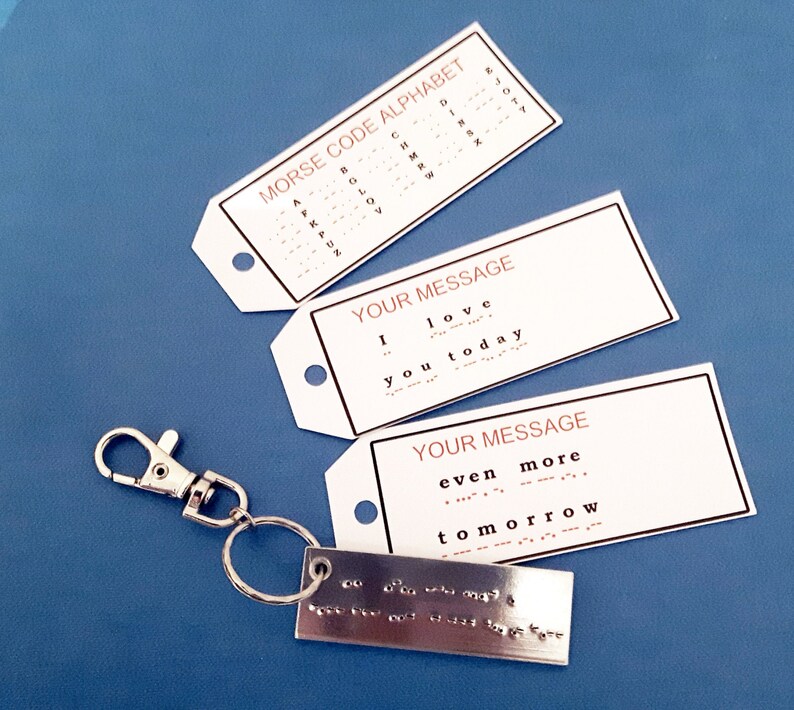 MORSE CODE ALPHABET
A B C D E
F G H I J
K L M N O
P Q R S T
U V W X Y
Z
YOUR MESSAGE
I love
you today
YOUR MESSAGE
even more
tomorrow